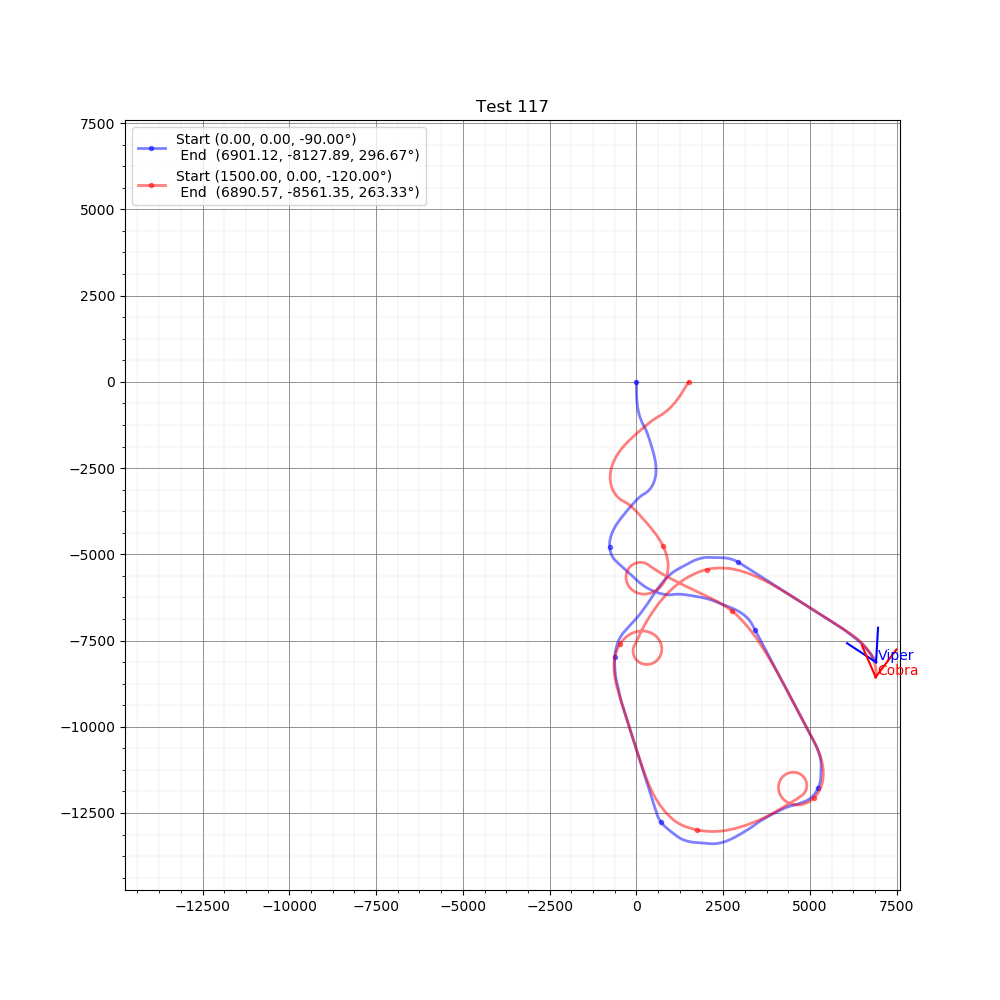 Test 117
Start (0.00, 0.00, -90.00°)
End (6901.12, -8127.89, 296.67°)
Start (1500.00, 0.00, -120.00°)
End (6890.57, -8561.35, 263.33°)
7500
5000
2500
0
−2500
−5000
−7500
−10000
−12500
Viper
Cobra
−12500 −10000 −7500 −5000 −2500 0 2500 5000 7500